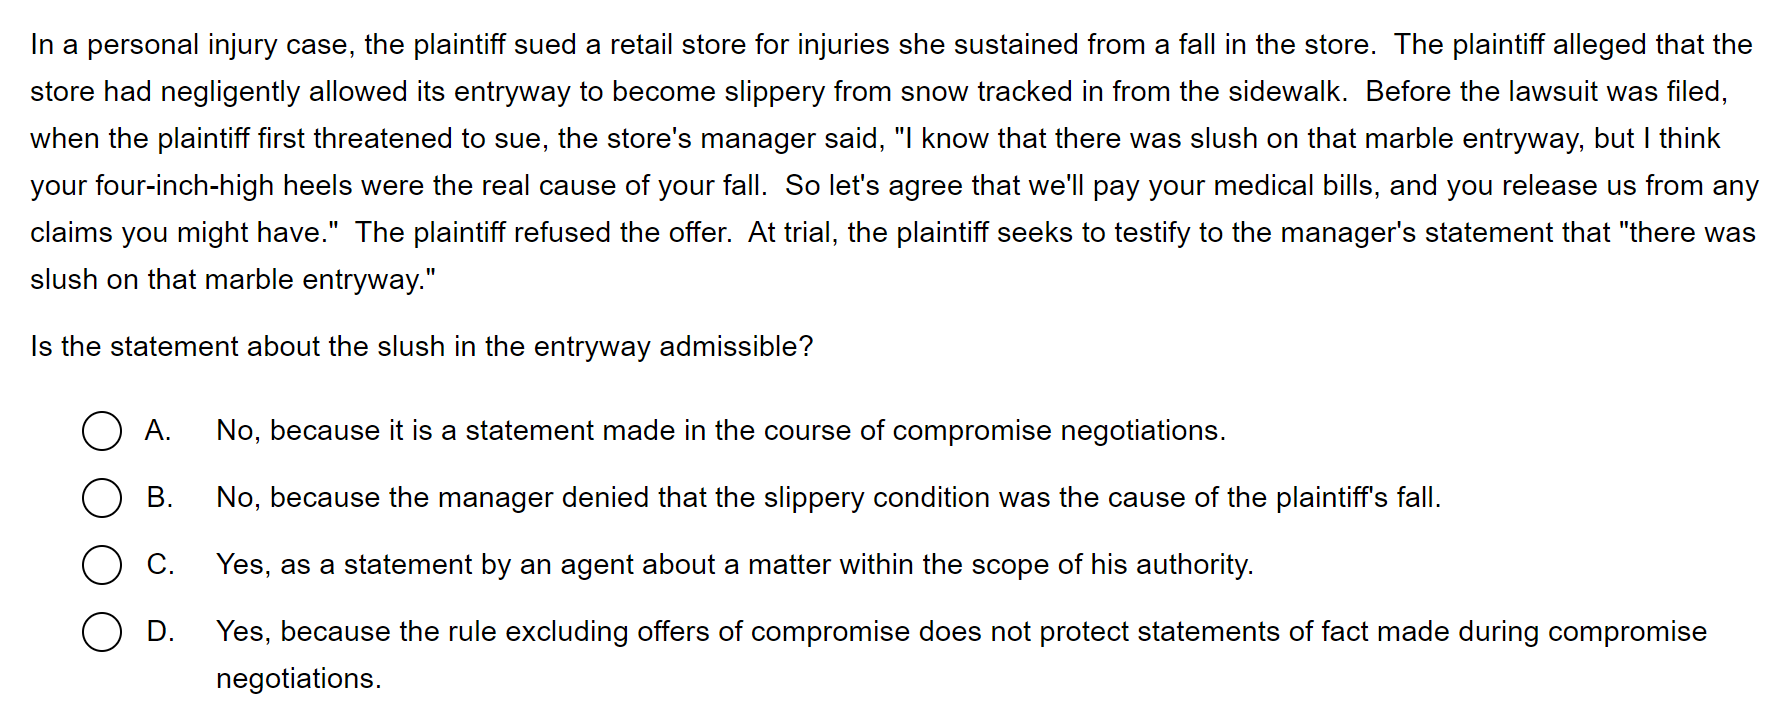 In a personal injury case, the plaintiff sued a retail store for injuries she sustained from a fall in the store.  The plaintiff alleged that the
store had negligently allowed its entryway to become slippery from snow tracked in from the sidewalk.  Before the lawsuit was filed,
when the plaintiff first threatened to sue, the store's manager said, "I know that there was slush on that marble entryway, but I think
your four-inch-high heels were the real cause of your fall.  So let's agree that we'll pay your medical bills, and you release us from any
claims you might have."  The plaintiff refused the offer.  At trial, the plaintiff seeks to testify to the manager's statement that "there was
slush on that marble entryway."
Is the statement about the slush in the entryway admissible?
A. No, because it is a statement made in the course of compromise negotiations.
B. No, because the manager denied that the slippery condition was the cause of the plaintiff's fall.
C. Yes, as a statement by an agent about a matter within the scope of his authority.
D. Yes, because the rule excluding offers of compromise does not protect statements of fact made during compromise
negotiations.